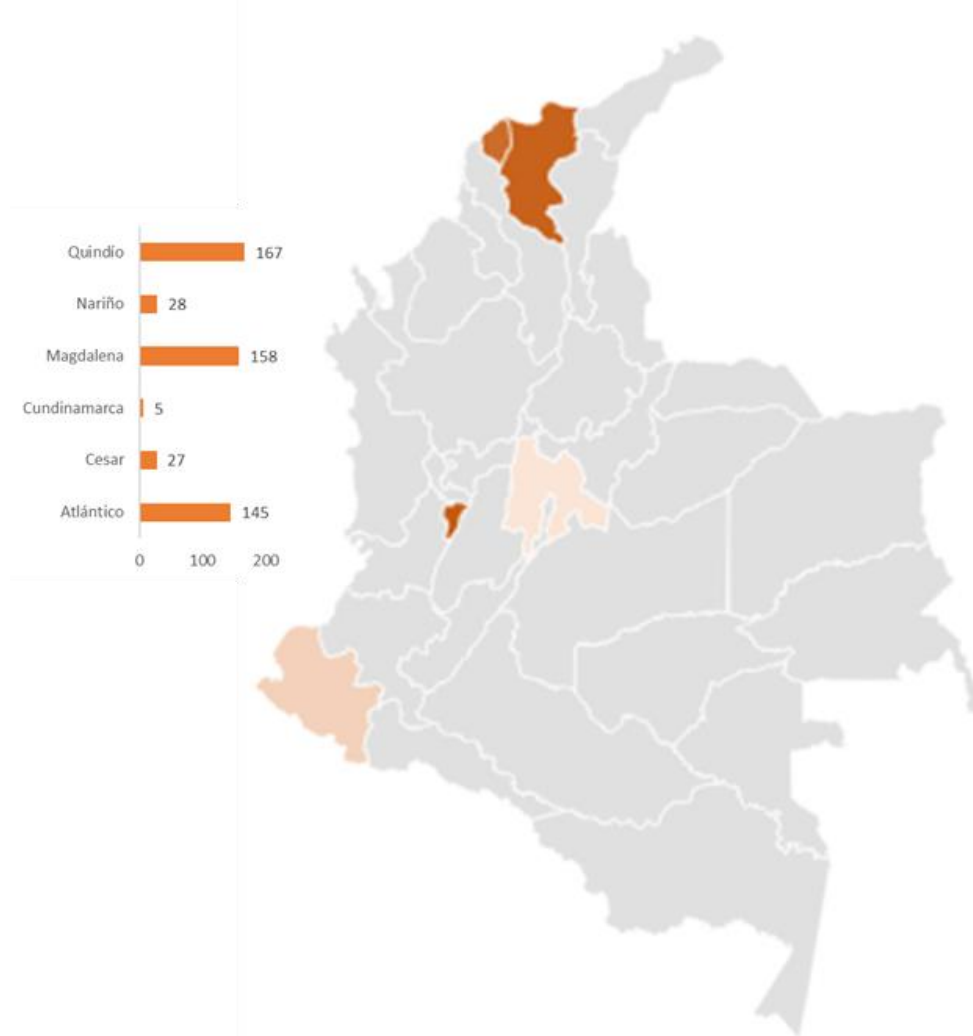 Quindío 167
Nariño 28
Magdalena 158
Cundinamarca 5
Cesar 27
Atlántico 145
0 100 200